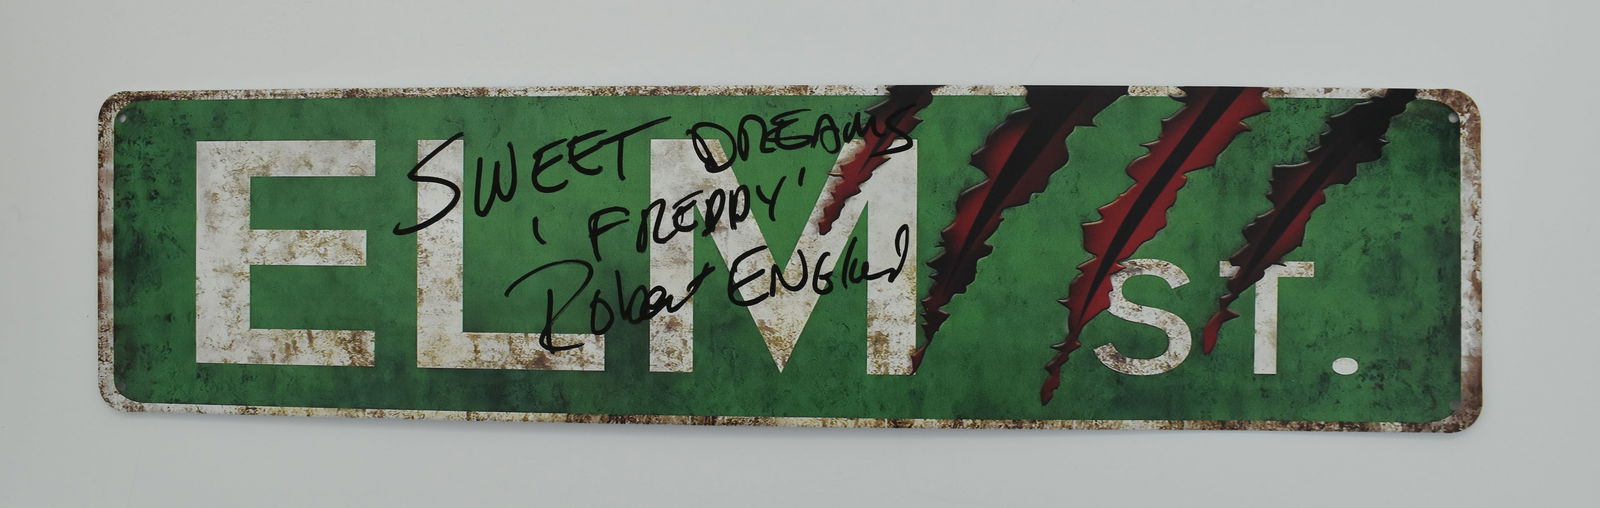 ELM ST.
SWEET DREAMS
'FREDDY'
Robert ENGLUND